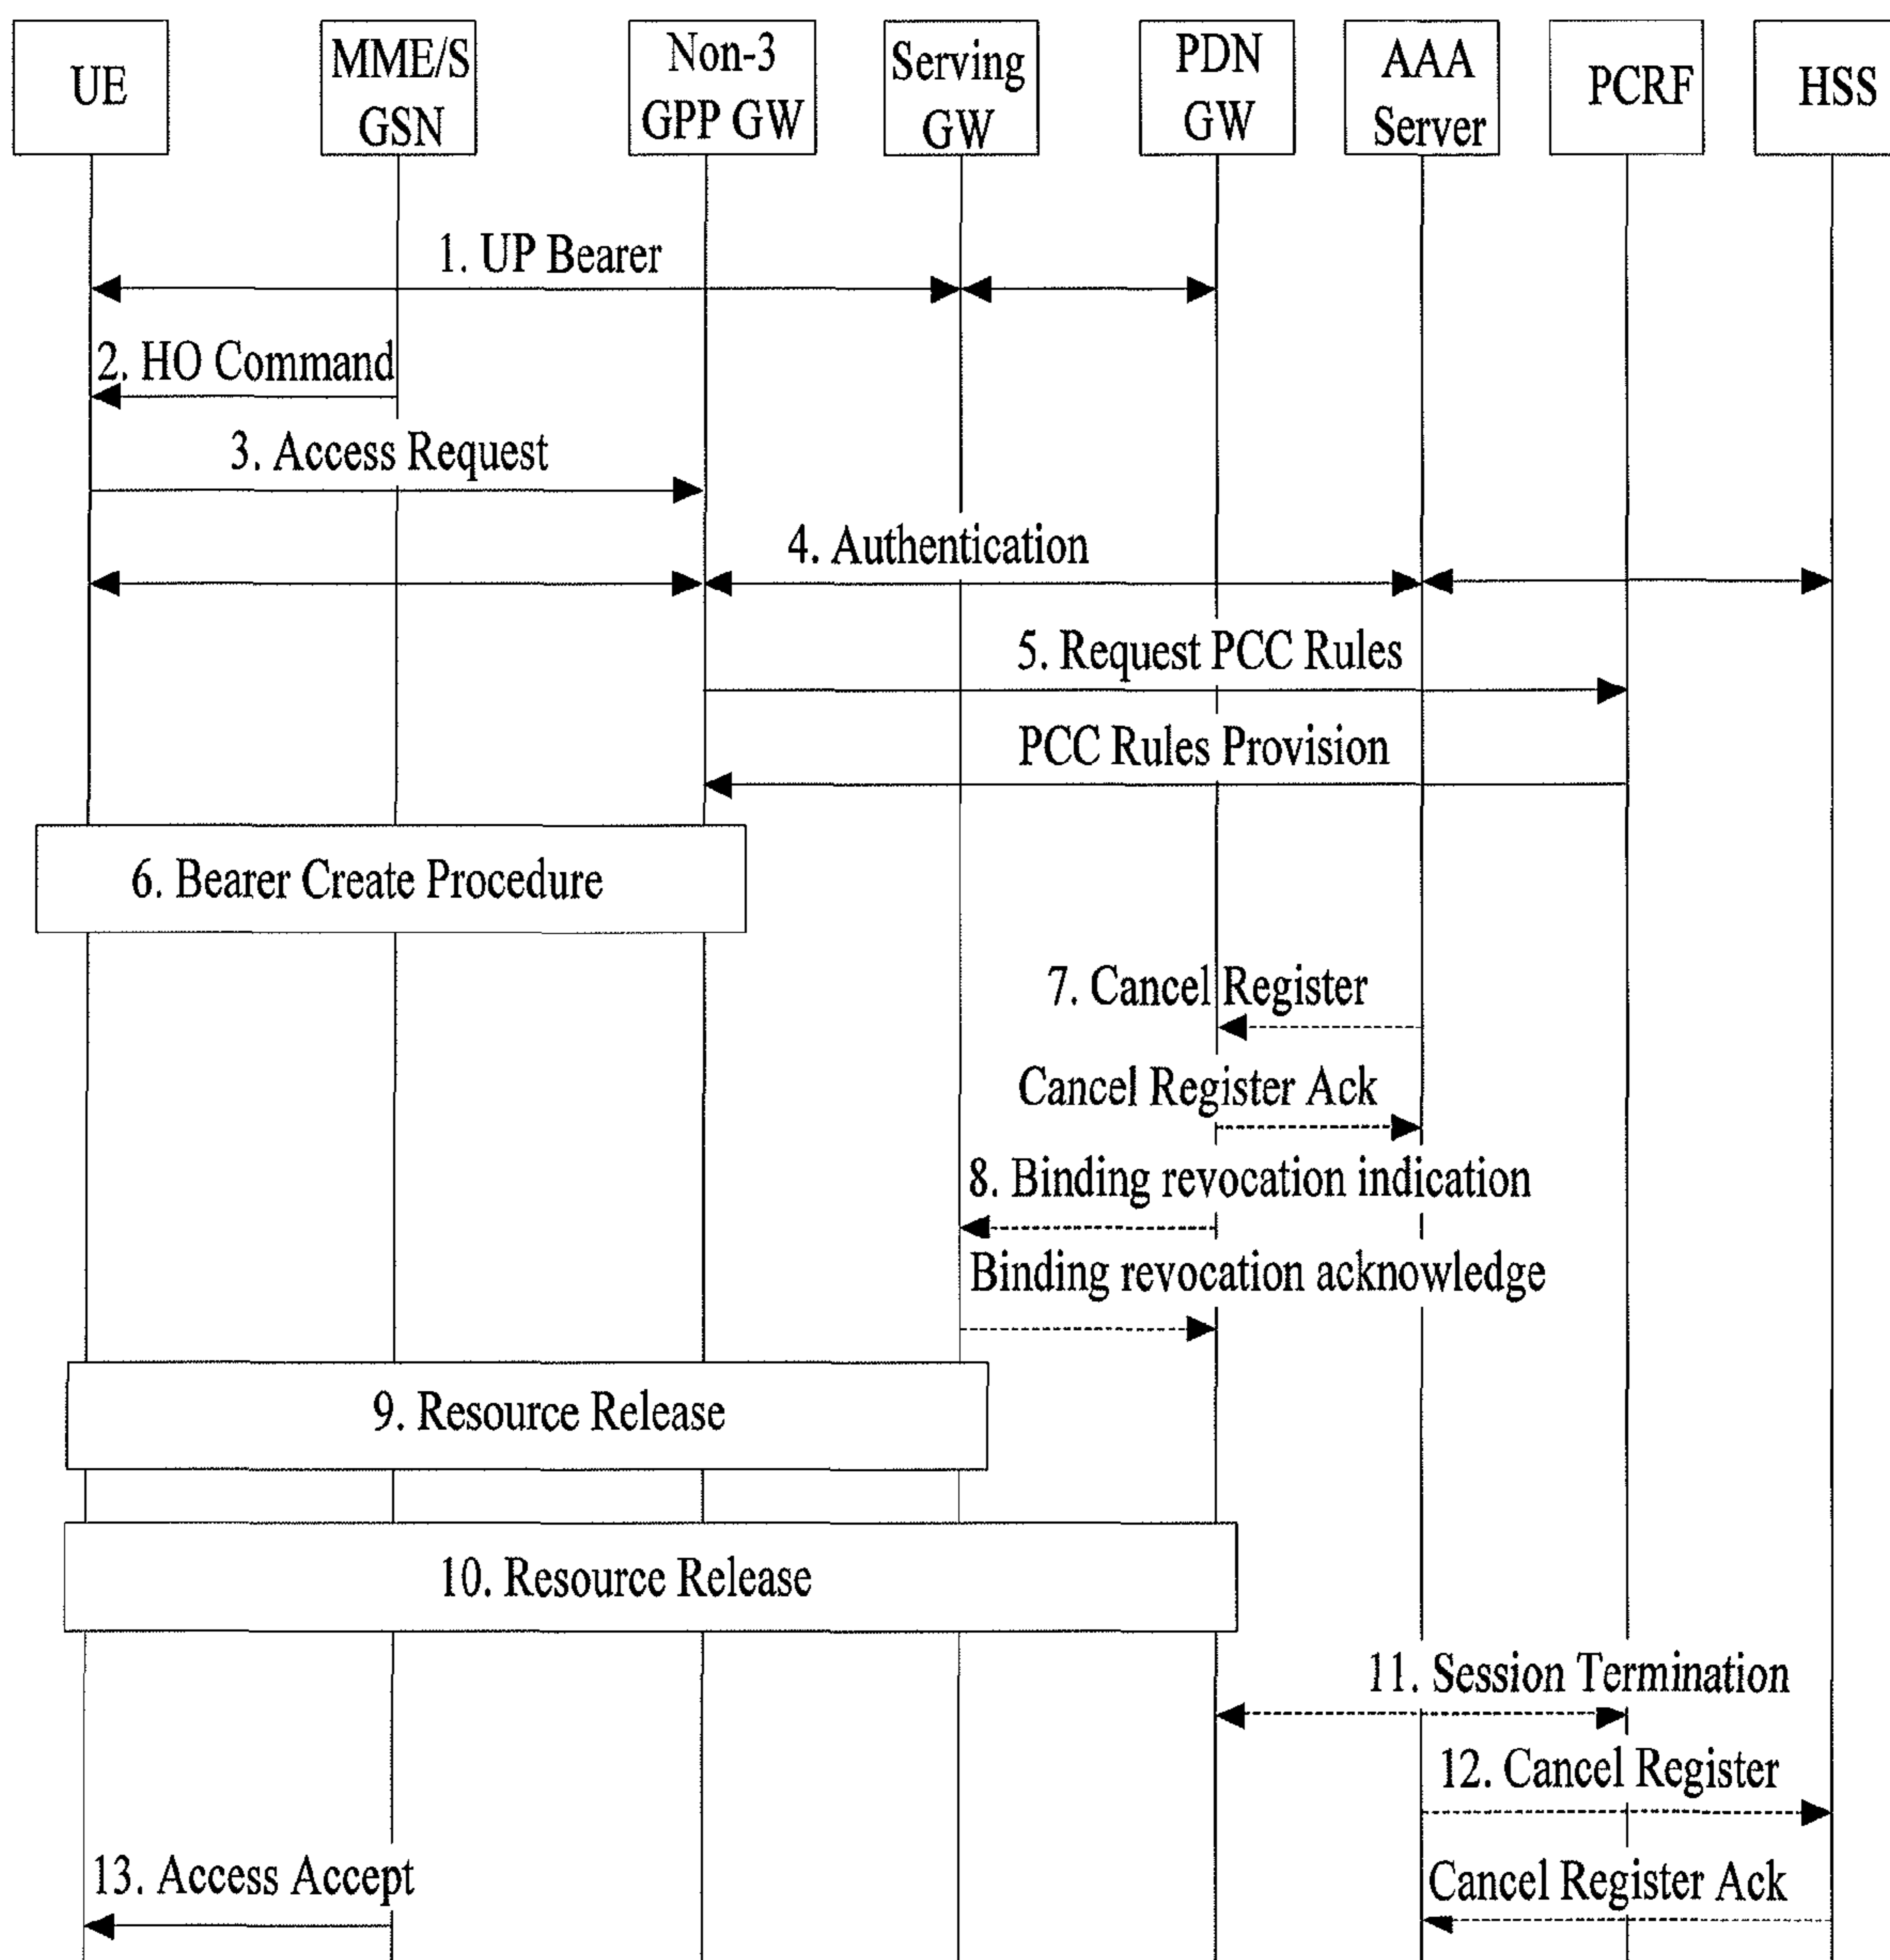 UE
MME/S
GSN
Non-3
GPP GW
Serving
GW
PDN
GW
AAA
Server
PCRF
HSS
1. UP Bearer
2. HO Command
3. Access Request
4. Authentication
5. Request PCC Rules
PCC Rules Provision
6. Bearer Create Procedure
7. Cancel Register
Cancel Register Ack
8. Binding revocation indication
Binding revocation acknowledge
9. Resource Release
10. Resource Release
11. Session Termination
12. Cancel Register
13. Access Accept
Cancel Register Ack